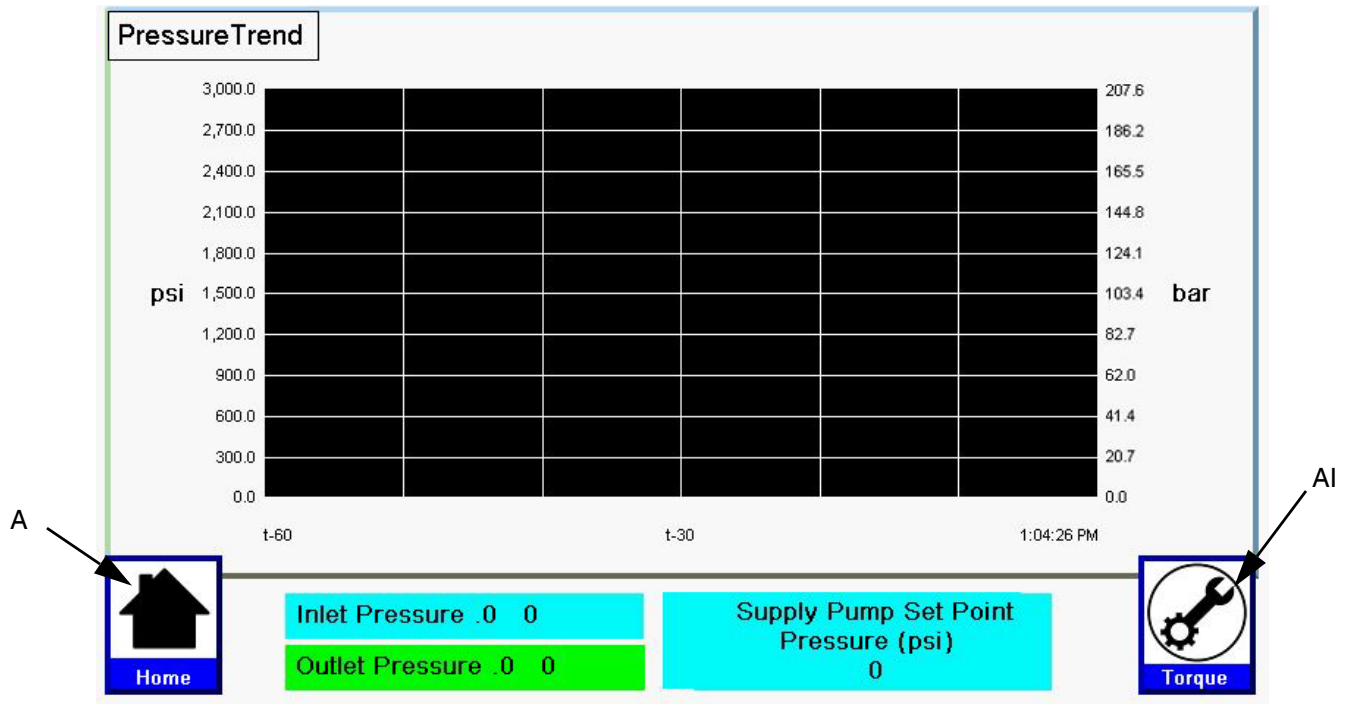 PressureTrend
3,000.0 207.6
2,700.0 186.2
2,400.0 165.5
2,100.0 144.8
1,800.0 124.1
psi 1,500.0 103.4 bar
1,200.0 82.7
900.0 62.0
600.0 41.4
300.0 20.7
0.0 0.0
t-60 t-30 1:04:26 PM
A
AI
Inlet Pressure .0 0
Outlet Pressure .0 0
Supply Pump Set Point
Pressure (psi)
0
Home
Torque